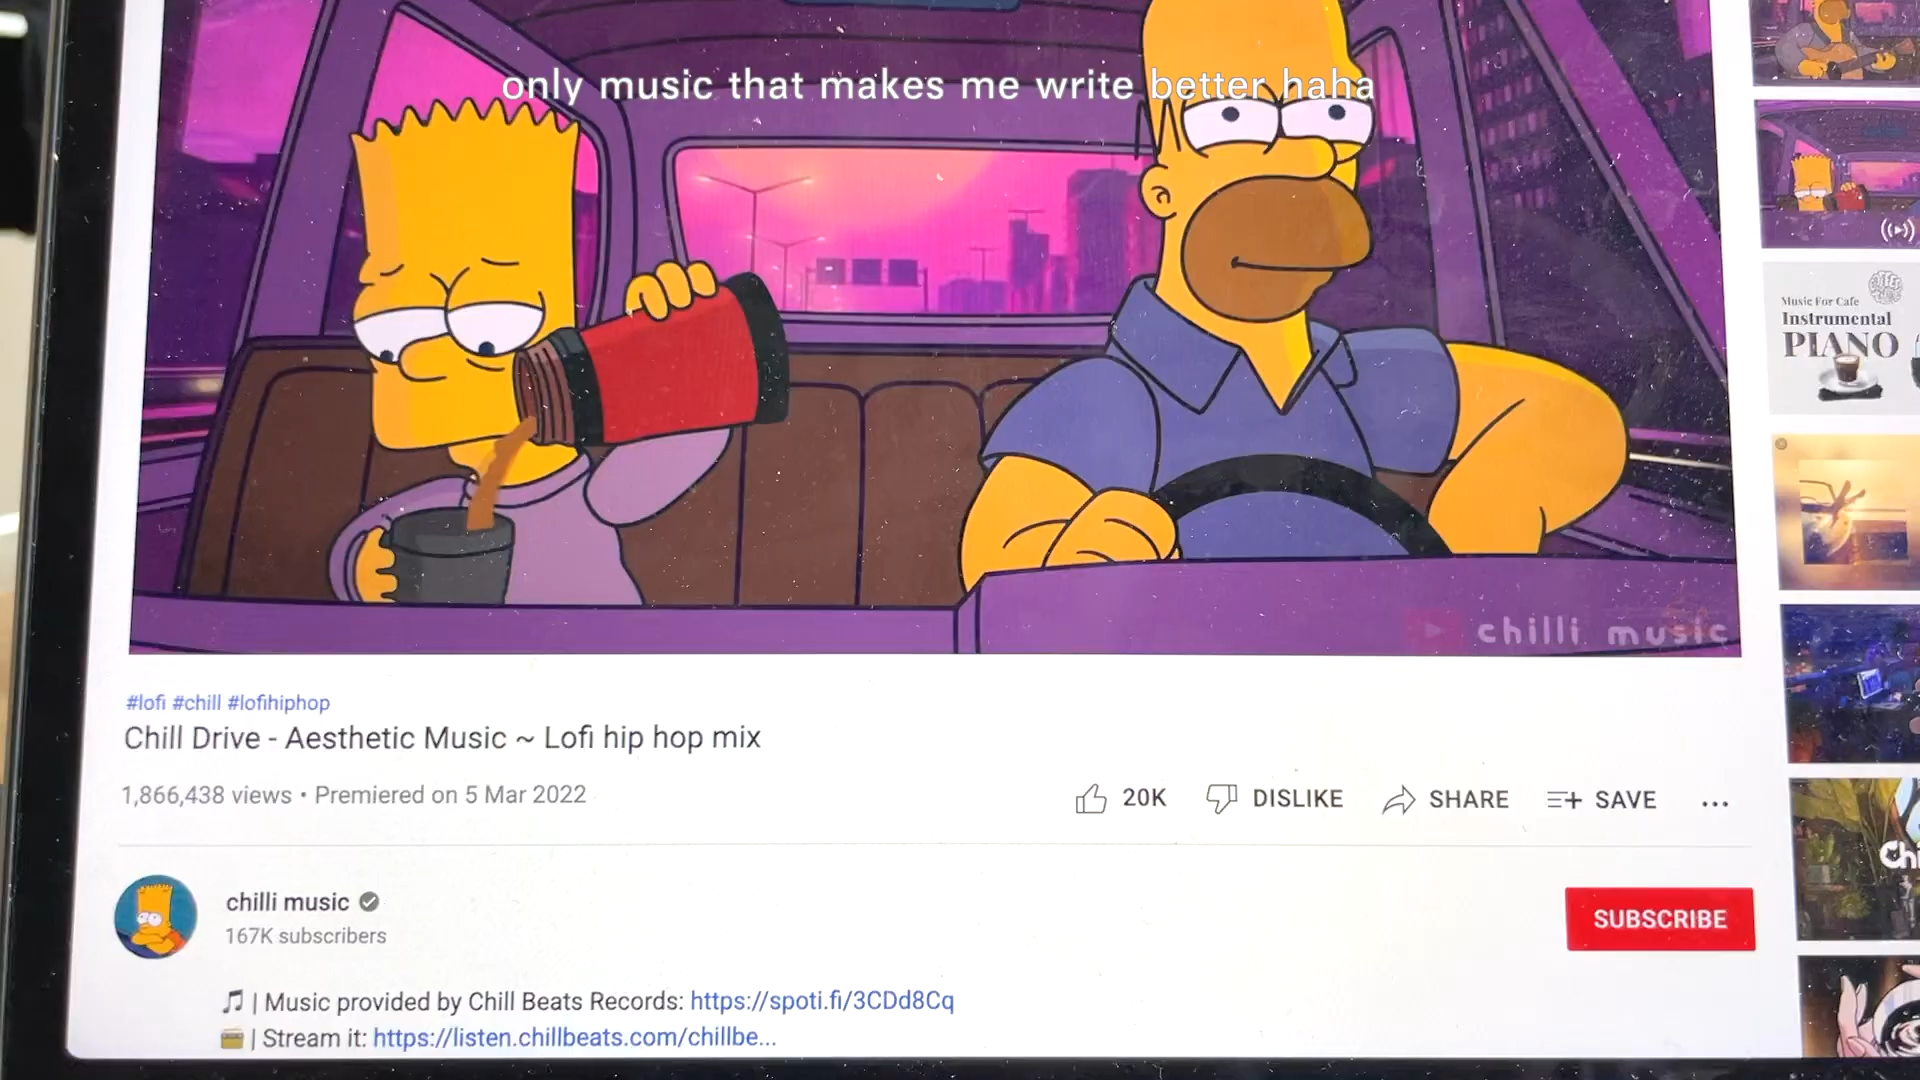 only music that makes me write better haha
Music For Cafe
Instrumental
PIANO
chilli music
#lofi #chill #lofihiphop
Chill Drive - Aesthetic Music ~ Lofi hip hop mix
1,866,438 views • Premiered on 5 Mar 2022
20K
DISLIKE
SHARE
SAVE
...
chilli music
167K subscribers
SUBSCRIBE
| Music provided by Chill Beats Records: https://spoti.fi/3CDd8Cq
| Stream it: https://listen.chillbeats.com/chillbe...